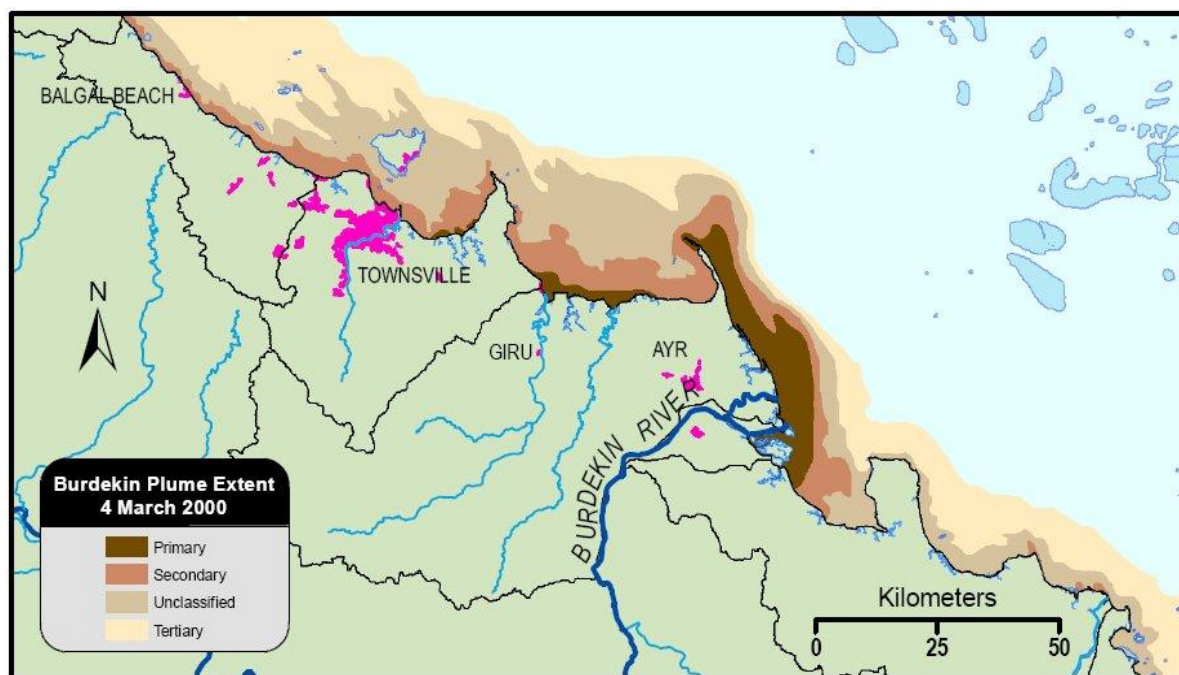 BALGAL BEACH
TOWNSVILLE
N
GIRU
AYR
BURDEKIN RIVER
Burdekin Plume Extent
4 March 2000
Primary
Secondary
Unclassified
Tertiary
Kilometers
0 25 50